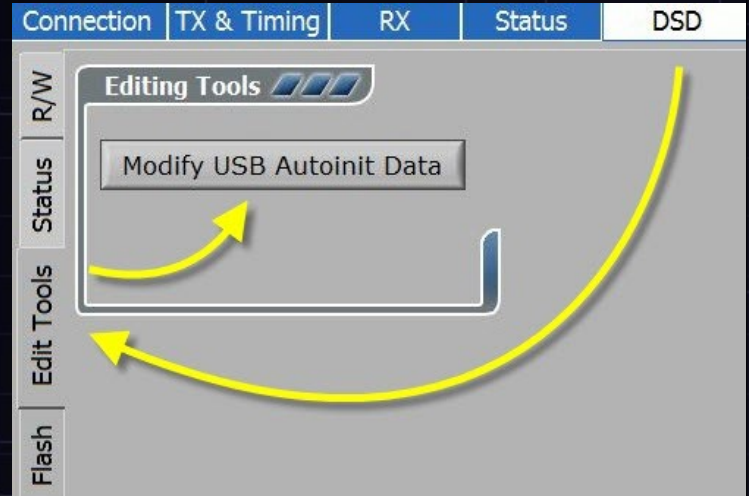 Connection TX & Timing RX Status DSD
R/W
Editing Tools
Modify USB Autoinit Data
Status
Edit Tools
Flash